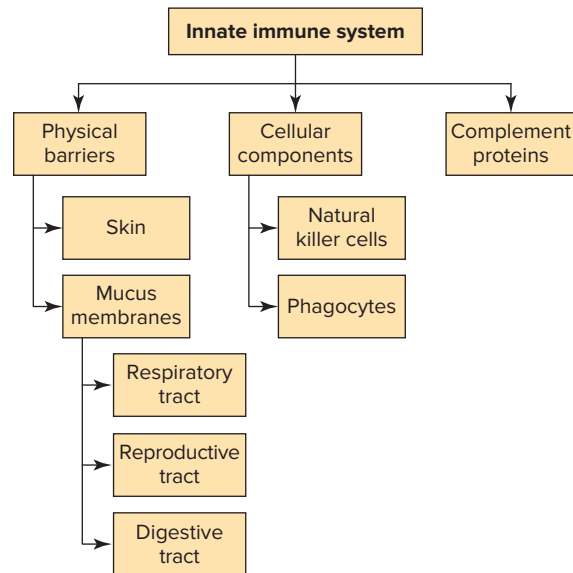 Innate immune system
Physical
barriers
Cellular
components
Complement
proteins
Skin
Mucus
membranes
Natural
killer cells
Phagocytes
Respiratory
tract
Reproductive
tract
Digestive
tract